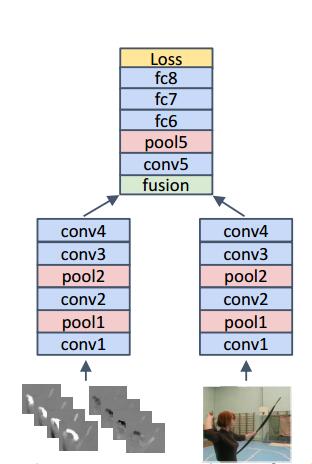 Loss
fc8
fc7
fc6
pool5
conv5
fusion
conv4
conv3
pool2
conv2
pool1
conv1
conv4
conv3
pool2
conv2
pool1
conv1